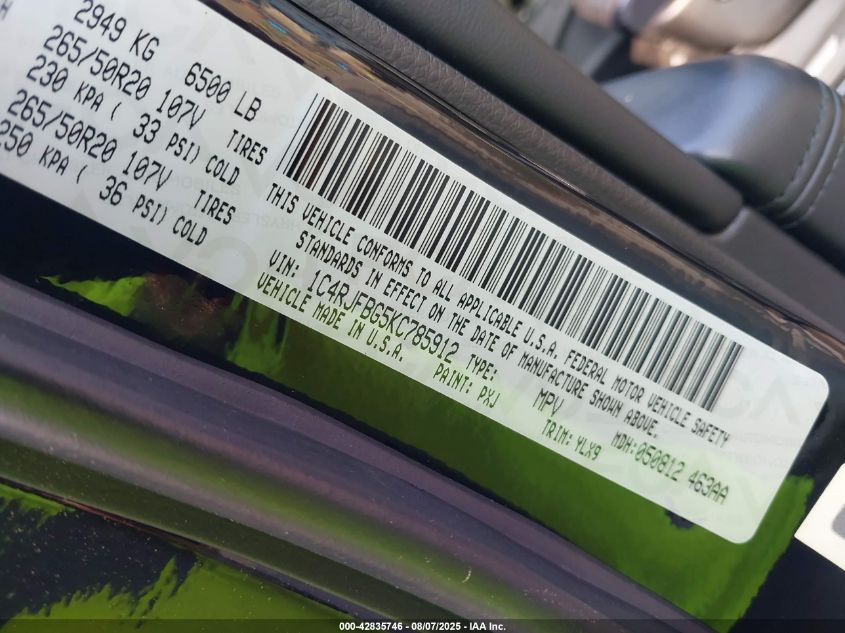 2949 KG 6500 LB
265/50R20 107V TIRES
230 KPA ( 33 PSI) COLD
265/50R20 107V TIRES
250 KPA ( 36 PSI) COLD
THIS VEHICLE CONFORMS TO ALL APPLICABLE U.S.A. FEDERAL MOTOR VEHICLE SAFETY
STANDARDS IN EFFECT ON THE DATE OF MANUFACTURE SHOWN ABOVE.
VIN: 1C4RJFBG5KC785912 TYPE: MPV MDH:050812 463AA
VEHICLE MADE IN U.S.A. PAINT: PXJ TRIM: YLX9
000-42835746 - 08/07/2025 - IAA Inc.